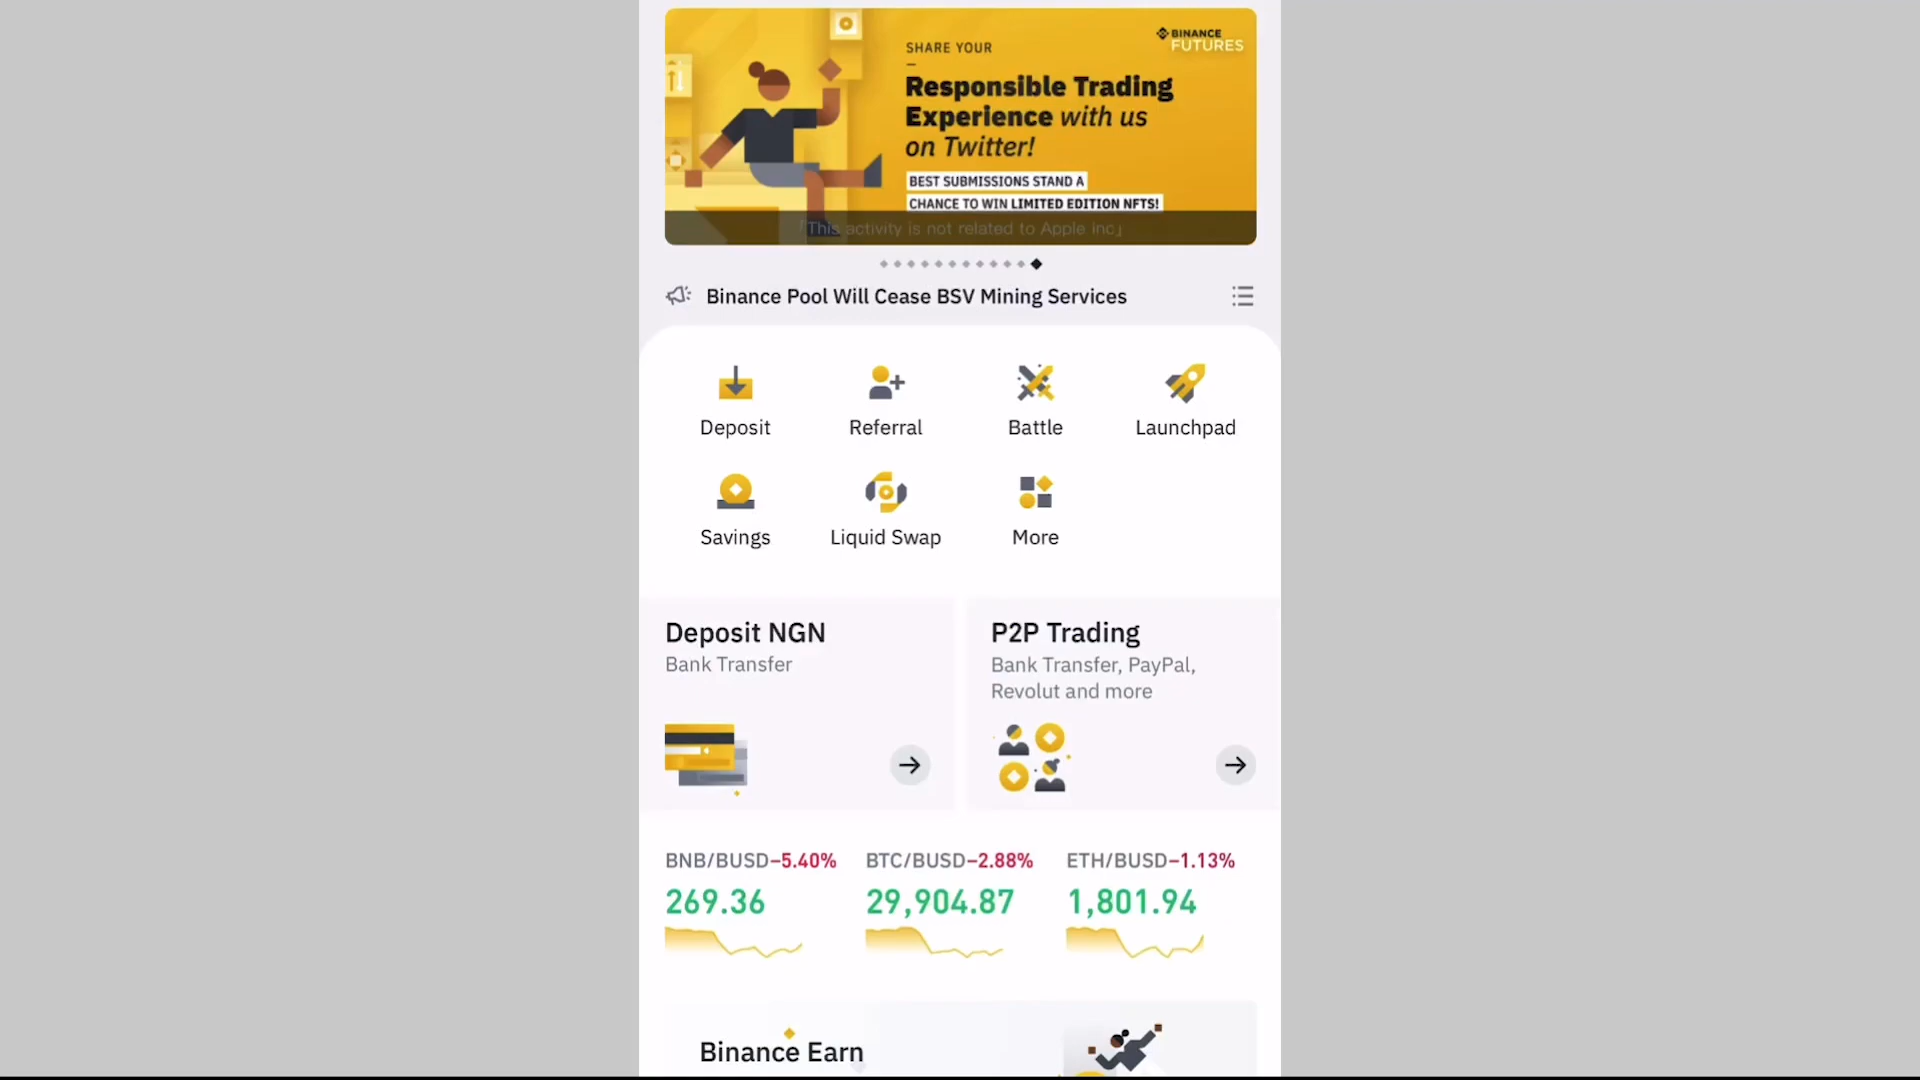 BINANCE
FUTURES
SHARE YOUR
Responsible Trading
Experience with us
on Twitter!
BEST SUBMISSIONS STAND A
CHANCE TO WIN LIMITED EDITION NFTS!
「This activity is not related to Apple Inc」
Binance Pool Will Cease BSV Mining Services
Deposit
Referral
Battle
Launchpad
Savings
Liquid Swap
More
Deposit NGN
Bank Transfer
P2P Trading
Bank Transfer, PayPal,
Revolut and more
BNB/BUSD –5.40%
269.36
BTC/BUSD –2.88%
29,904.87
ETH/BUSD –1.13%
1,801.94
Binance Earn